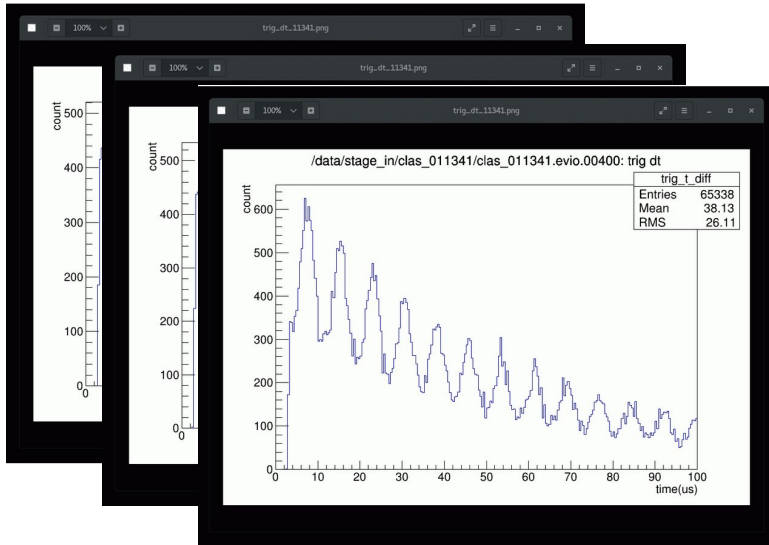 100%
trig_dt_11341.png
count
500
400
300
200
100
0
0
100%
trig_dt_11341.png
count
500
400
300
200
100
0
0
100%
trig_dt_11341.png
/data/stage_in/clas_011341/clas_011341.evio.00400: trig dt
trig_t_diff
Entries 65338
Mean 38.13
RMS 26.11
count
600
500
400
300
200
100
0
0 10 20 30 40 50 60 70 80 90 100
time(us)